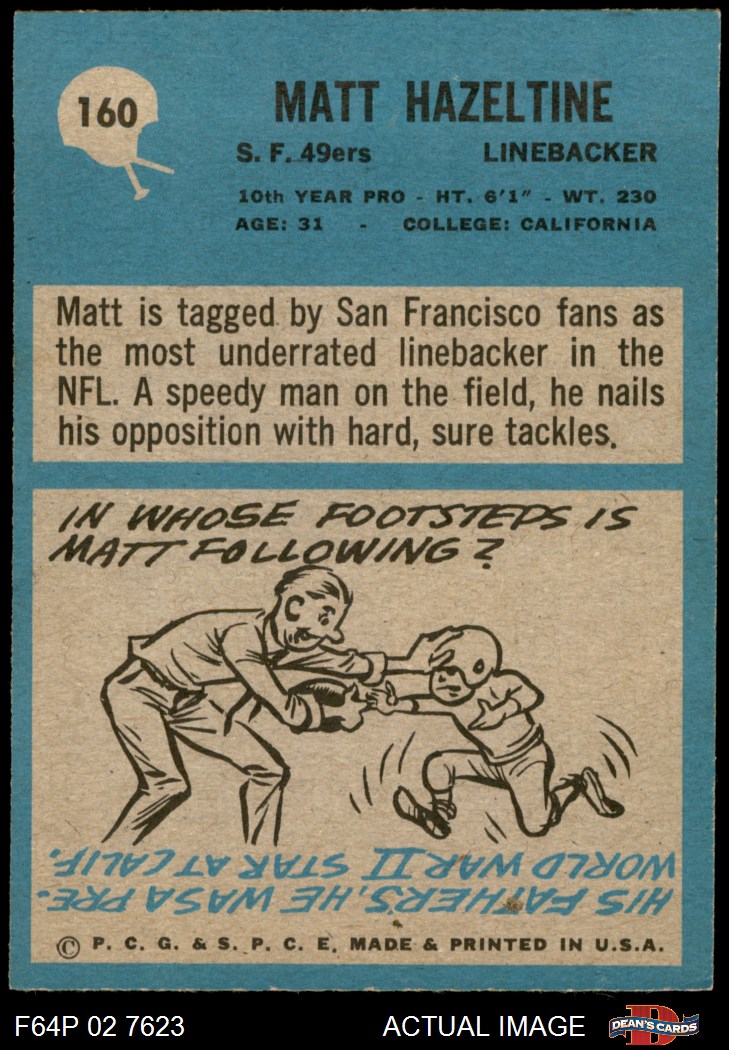 160
MATT HAZELTINE
S. F. 49ers LINEBACKER
10th YEAR PRO - HT. 6'1" - WT. 230
AGE: 31 - COLLEGE: CALIFORNIA
Matt is tagged by San Francisco fans as
the most underrated linebacker in the
NFL. A speedy man on the field, he nails
his opposition with hard, sure tackles.
IN WHOSE FOOTSTEPS IS
MATT FOLLOWING?
HIS FATHERS, HE WAS A PRE-
WORLD WAR II STAR AT CALIF.
© P. C. G. & S. P. C. E. MADE & PRINTED IN U.S.A.
F64P 02 7623 ACTUAL IMAGE
D
DEAN'S CARDS